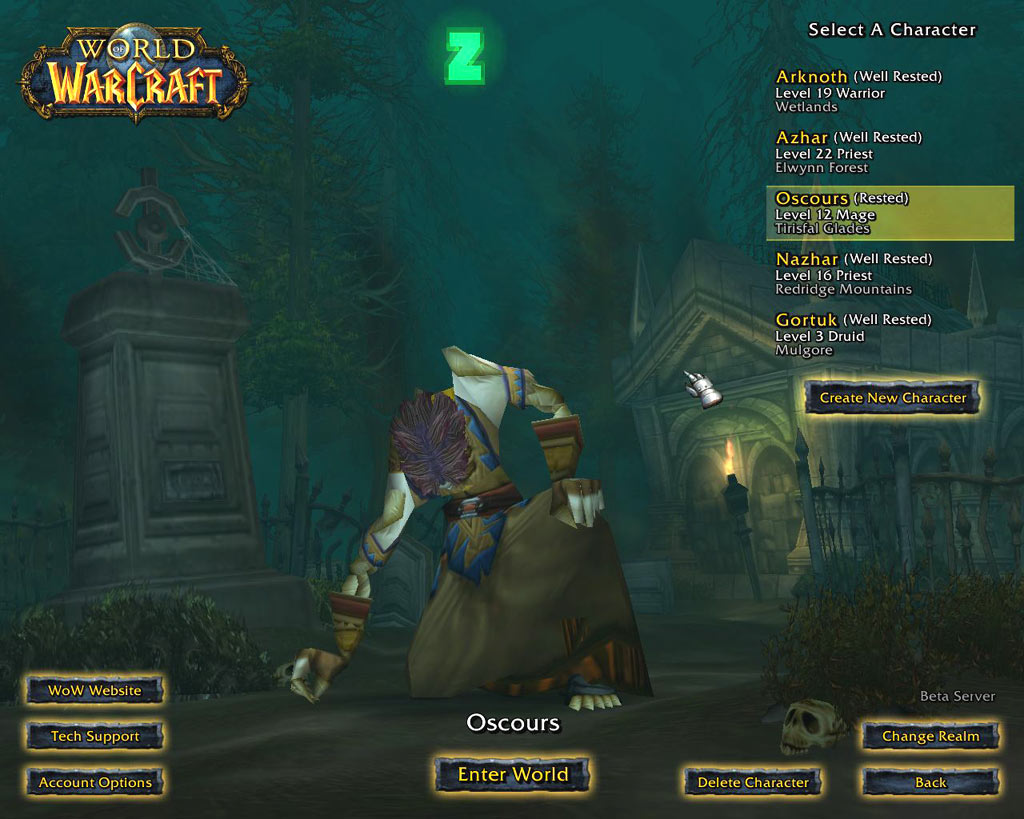 WORLD
OF
WARCRAFT
Z
Select A Character
Arknoth (Well Rested)
Level 19 Warrior
Wetlands
Azhar (Well Rested)
Level 22 Priest
Elwynn Forest
Oscours (Rested)
Level 12 Mage
Tirisfal Glades
Nazhar (Well Rested)
Level 16 Priest
Redridge Mountains
Gortuk (Well Rested)
Level 3 Druid
Mulgore
Create New Character
WoW Website
Tech Support
Account Options
Oscours
Enter World
Delete Character
Beta Server
Change Realm
Back